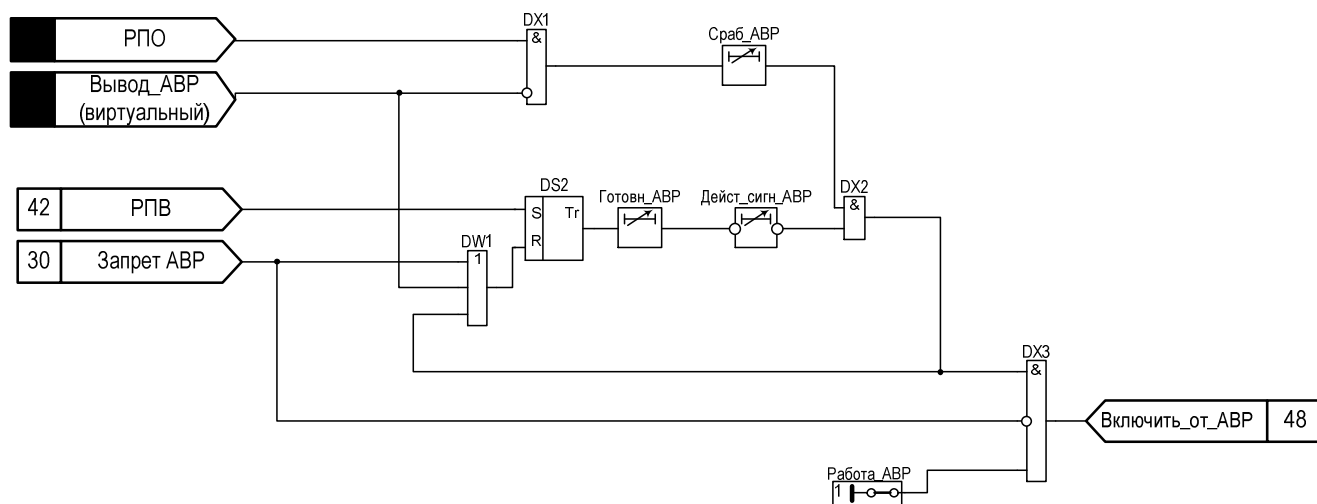 DX1
РПО
&
Сраб_АВР
Вывод_АВР
(виртуальный)
DS2
Готовн_АВР
Дейст_сигн_АВР
DX2
42
РПВ
S
Tr
&
R
DW1
30
Запрет АВР
1
DX3
&
Включить_от_АВР
48
Работа_АВР
1